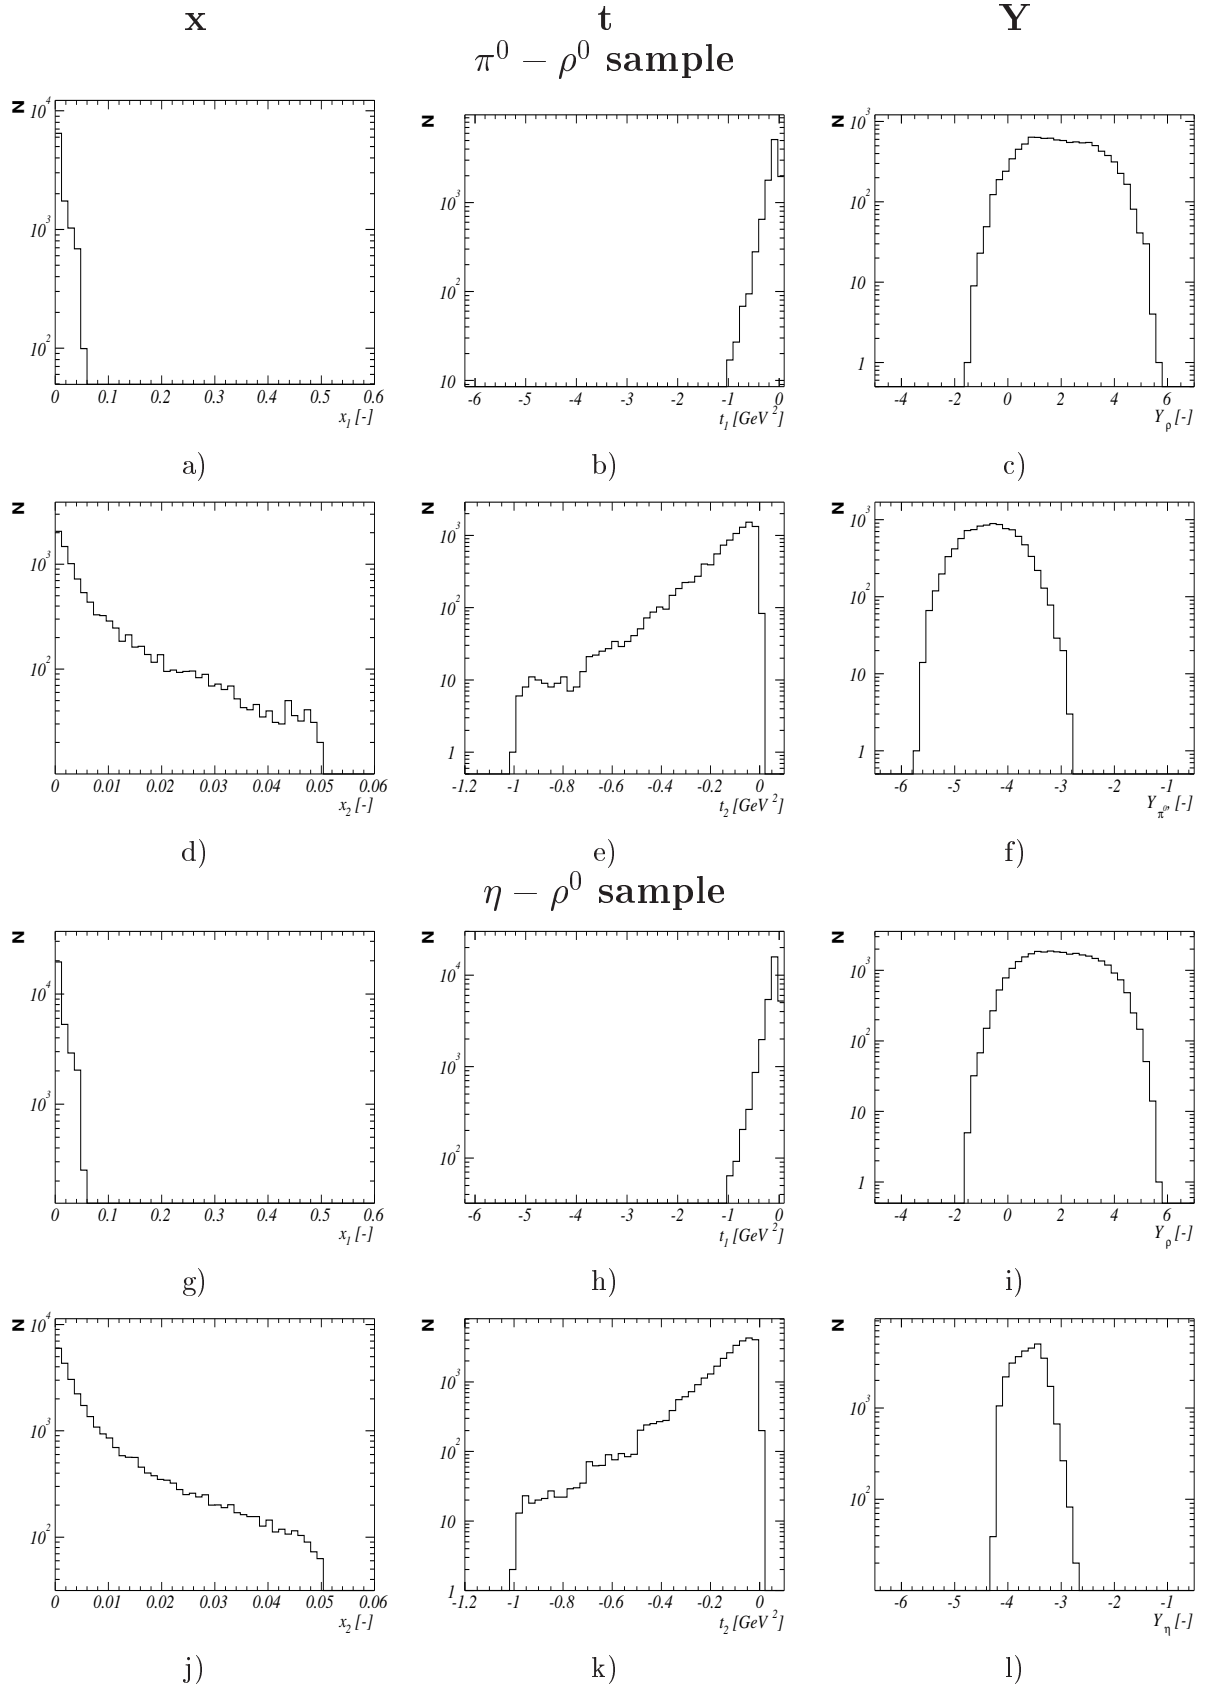 x t Y
π⁰ − ρ⁰ sample
N 10⁴ 10³ 10²
0 0.1 0.2 0.3 0.4 0.5 0.6
x₁ [-]
N 10³ 10² 10
-6 -5 -4 -3 -2 -1 0
t₁ [GeV²]
N 10³ 10² 10 1
-4 -2 0 2 4 6
Y_ρ [-]
a) b) c)
N 10³ 10²
0 0.01 0.02 0.03 0.04 0.05 0.06
x₂ [-]
N 10³ 10² 10 1
-1.2 -1 -0.8 -0.6 -0.4 -0.2 0
t₂ [GeV²]
N 10³ 10² 10 1
-6 -5 -4 -3 -2 -1
Y_π⁰, [-]
d) e) f)
η − ρ⁰ sample
N 10⁴ 10³
0 0.1 0.2 0.3 0.4 0.5 0.6
x₁ [-]
N 10⁴ 10³ 10²
-6 -5 -4 -3 -2 -1 0
t₁ [GeV²]
N 10³ 10² 10 1
-4 -2 0 2 4 6
Y_ρ [-]
g) h) i)
N 10⁴ 10³ 10²
0 0.01 0.02 0.03 0.04 0.05 0.06
x₂ [-]
N 10³ 10² 10 1
-1.2 -1 -0.8 -0.6 -0.4 -0.2 0
t₂ [GeV²]
N 10³ 10²
-6 -5 -4 -3 -2 -1
Y_η [-]
j) k) l)